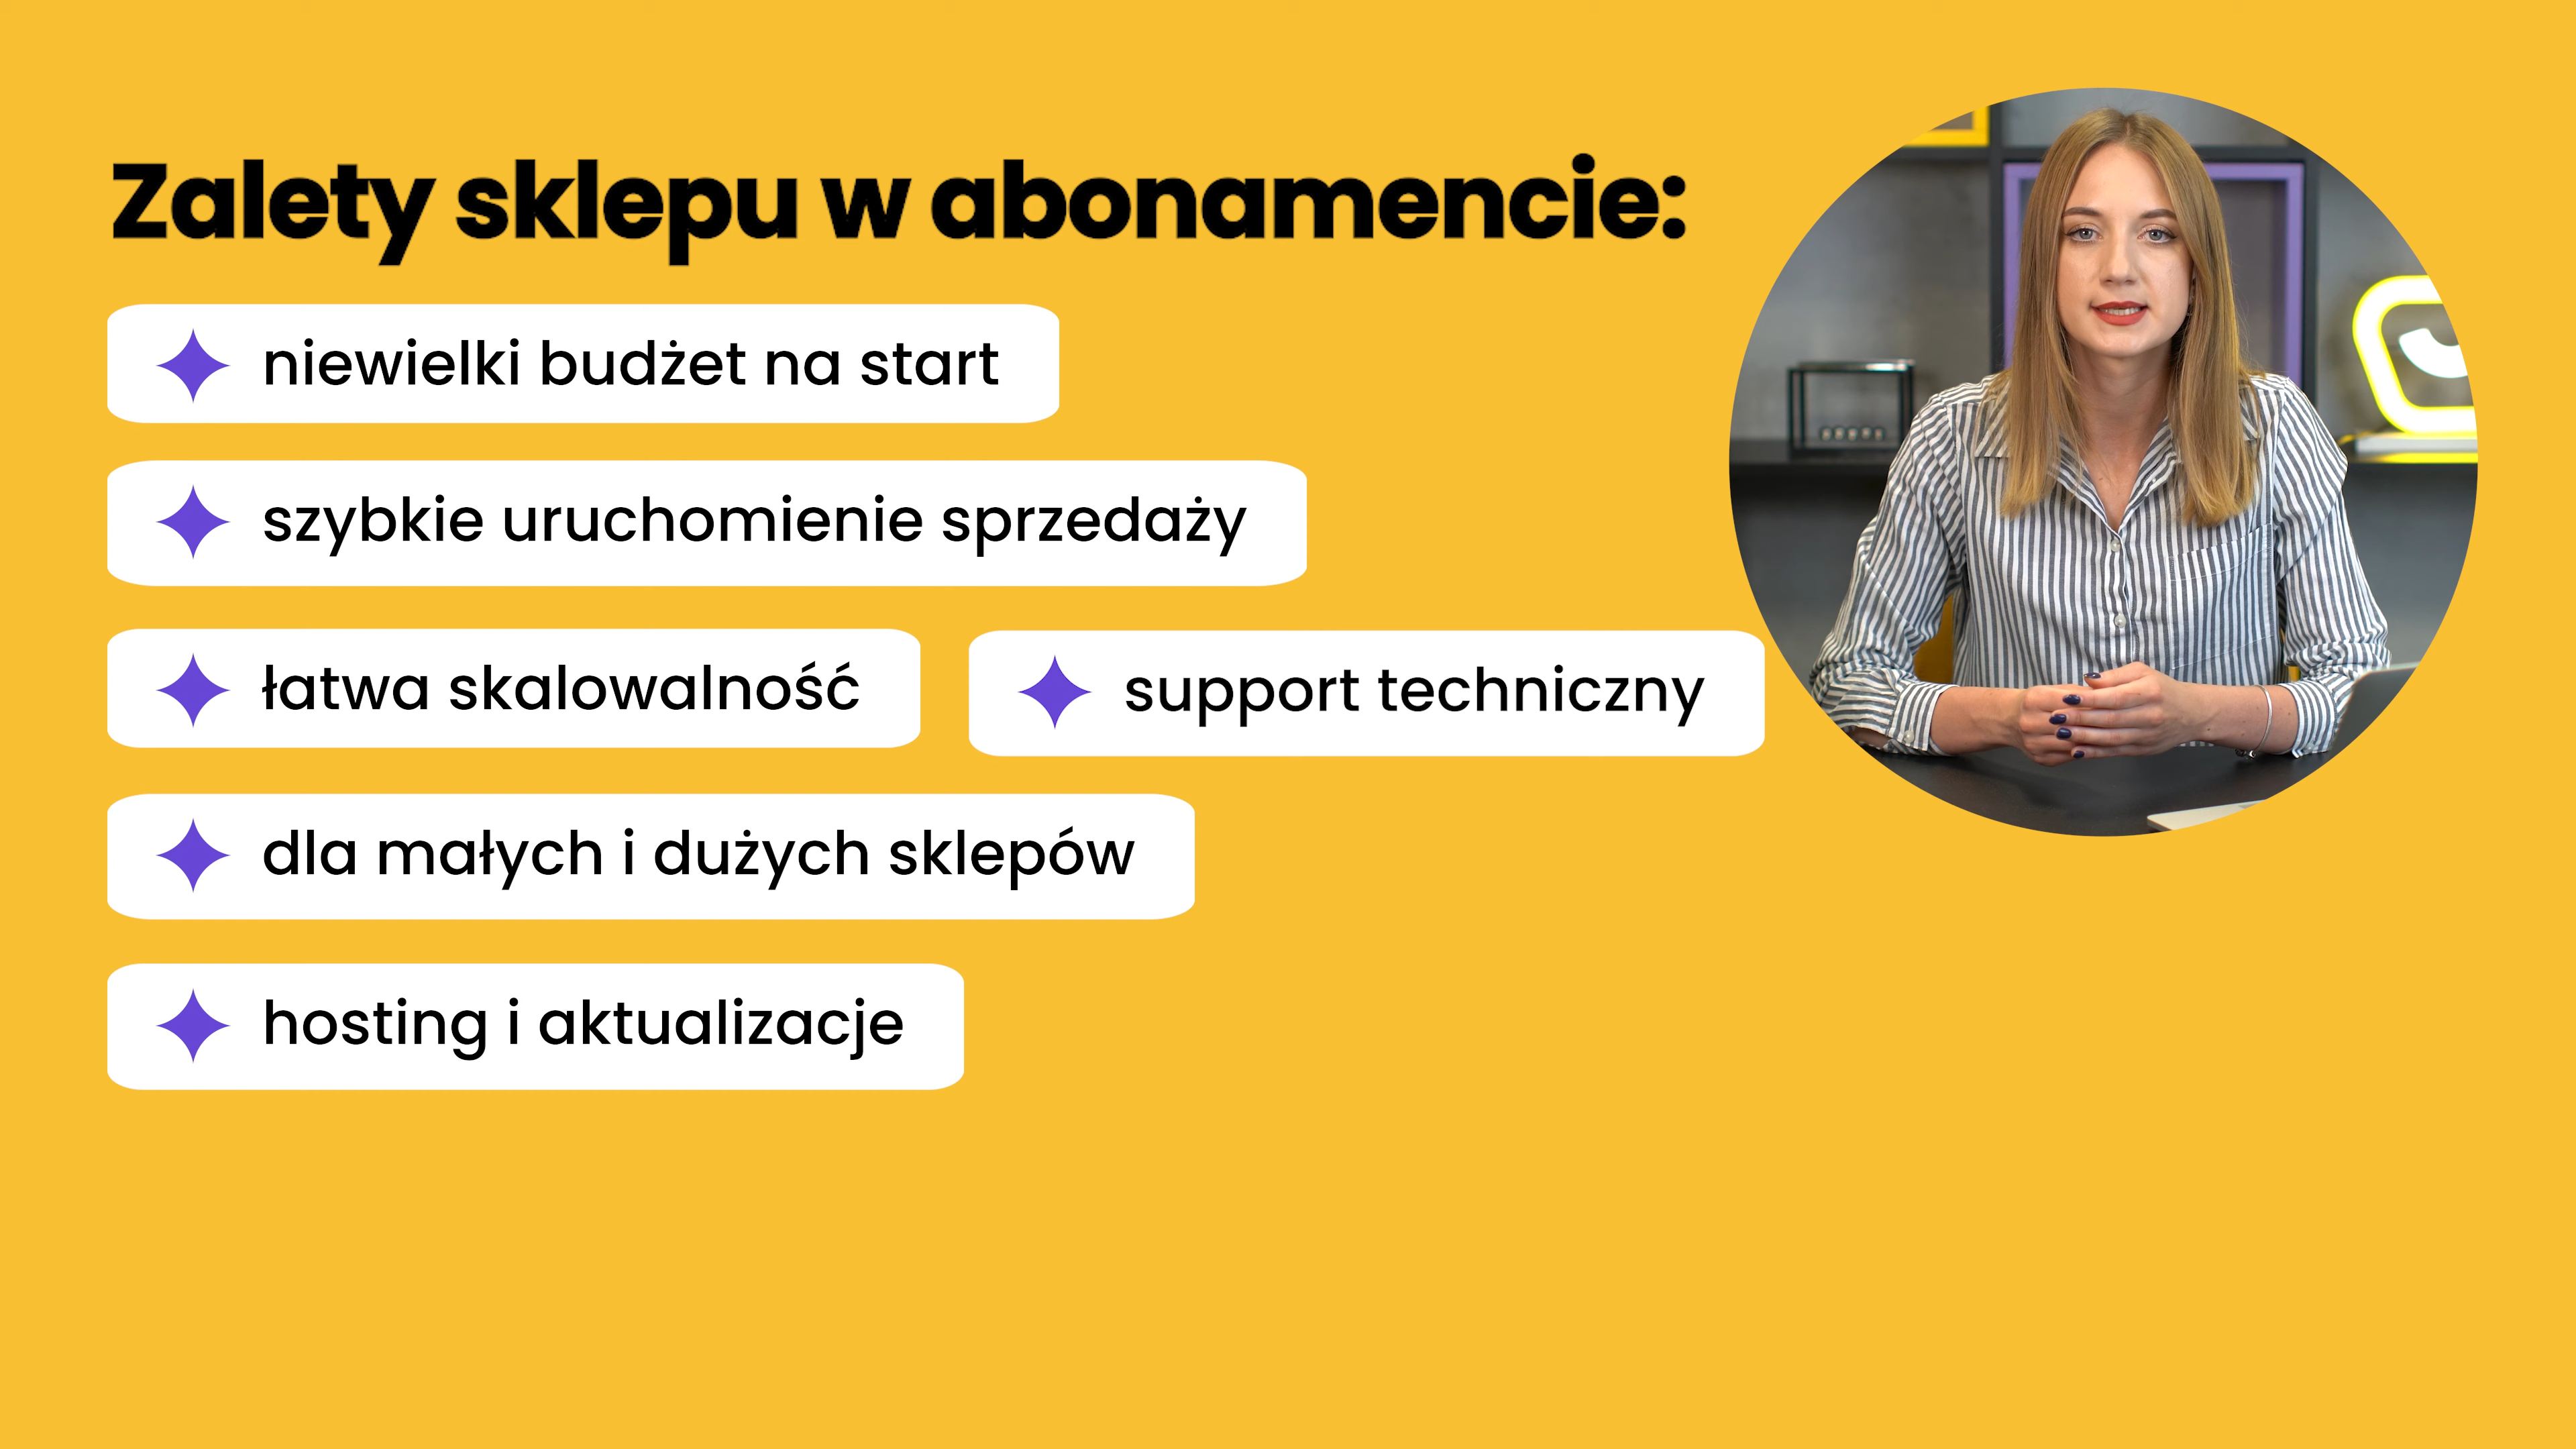 Zalety sklepu w abonamencie:
niewielki budżet na start
szybkie uruchomienie sprzedaży
łatwa skalowalność
support techniczny
dla małych i dużych sklepów
hosting i aktualizacje